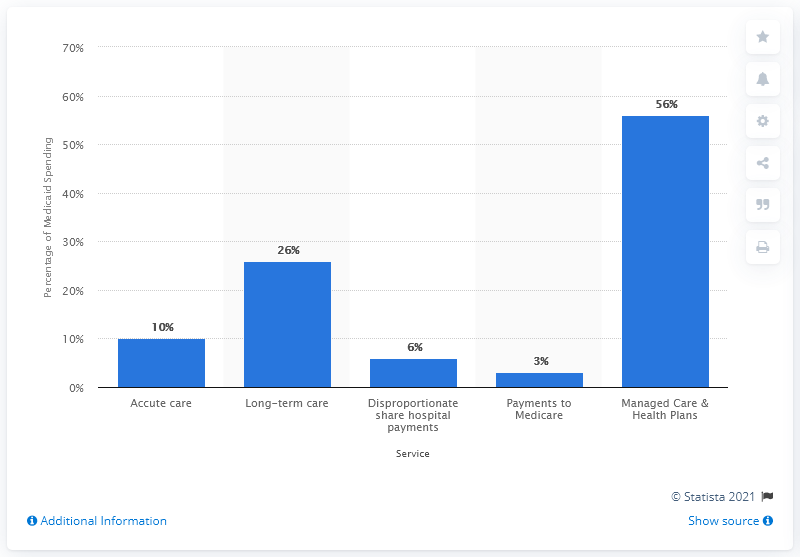 70%
60%
50%
40%
30%
20%
10%
0%
Percentage of Medicaid Spending
10%
26%
6%
3%
56%
Accute care
Long-term care
Disproportionate
share hospital
payments
Payments to
Medicare
Managed Care &
Health Plans
Service
© Statista 2021
Additional Information
Show source